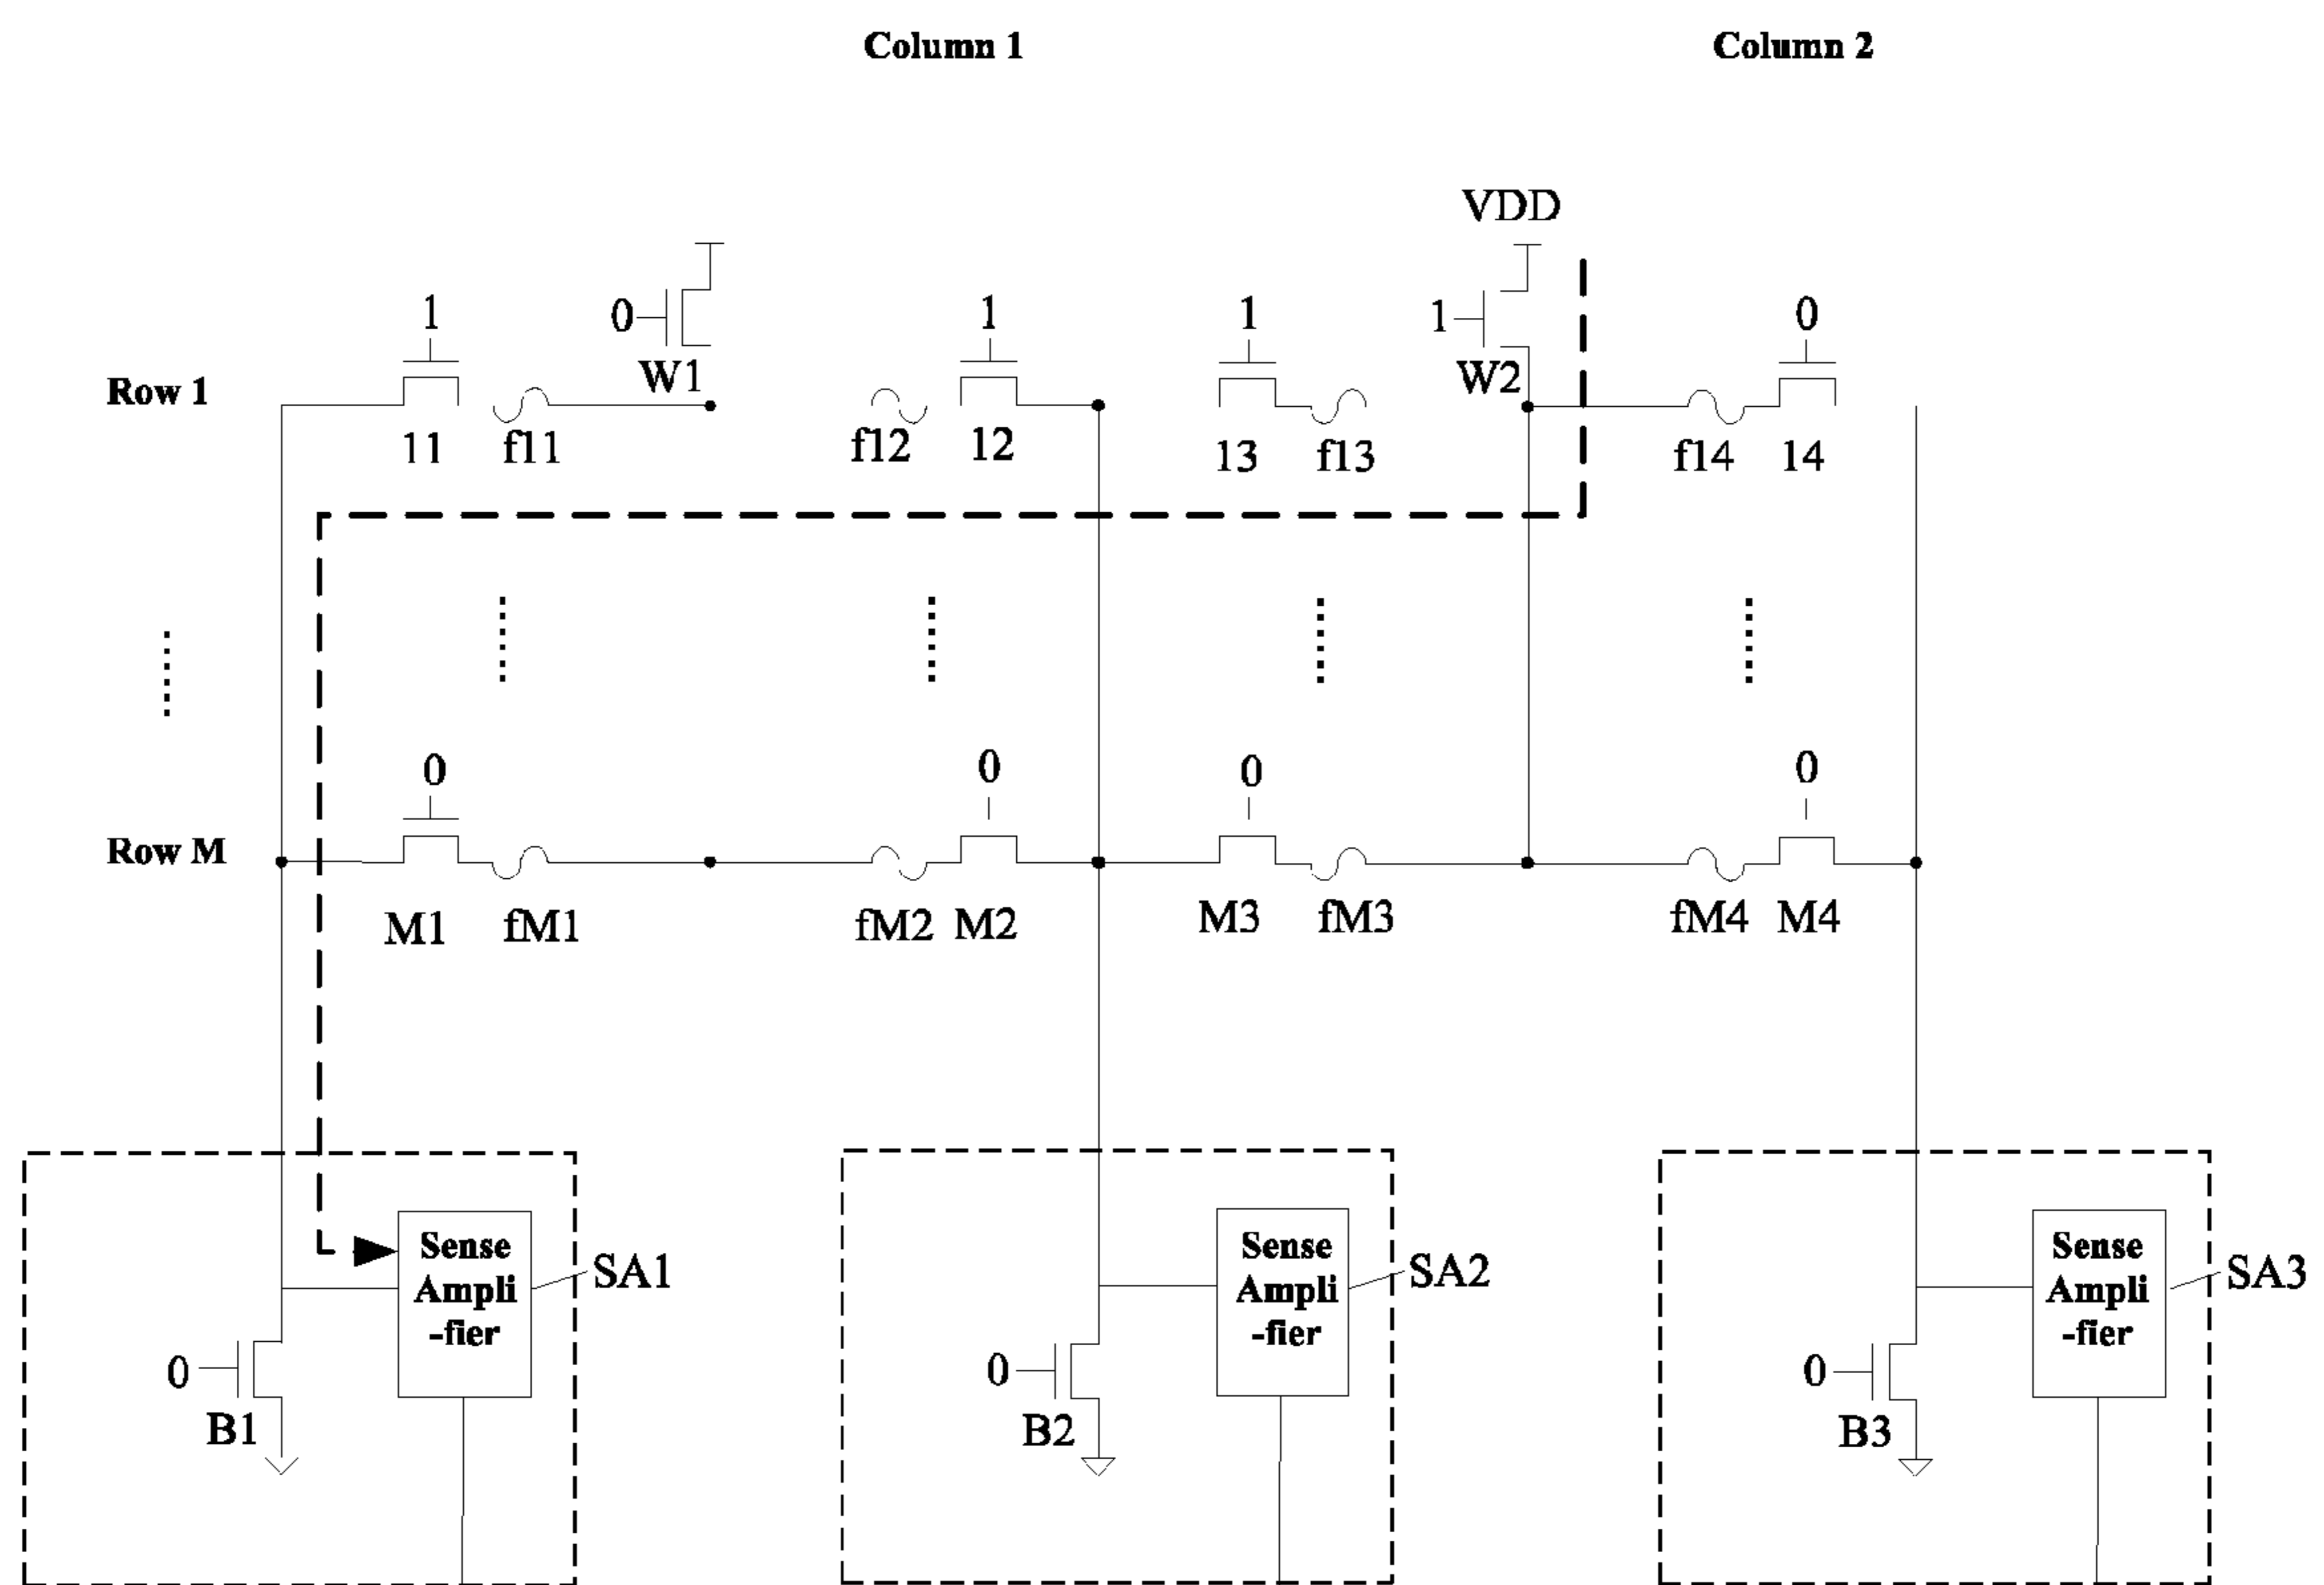 Column 1 Column 2
VDD
1 0 1 1 1 0
W1 W2
Row 1
11 f11 f12 12 13 f13 f14 14
0 0 0 0
Row M
M1 fM1 fM2 M2 M3 fM3 fM4 M4
Sense Sense Sense
Ampli SA1 Ampli SA2 Ampli SA3
-fier -fier -fier
0 0 0
B1 B2 B3